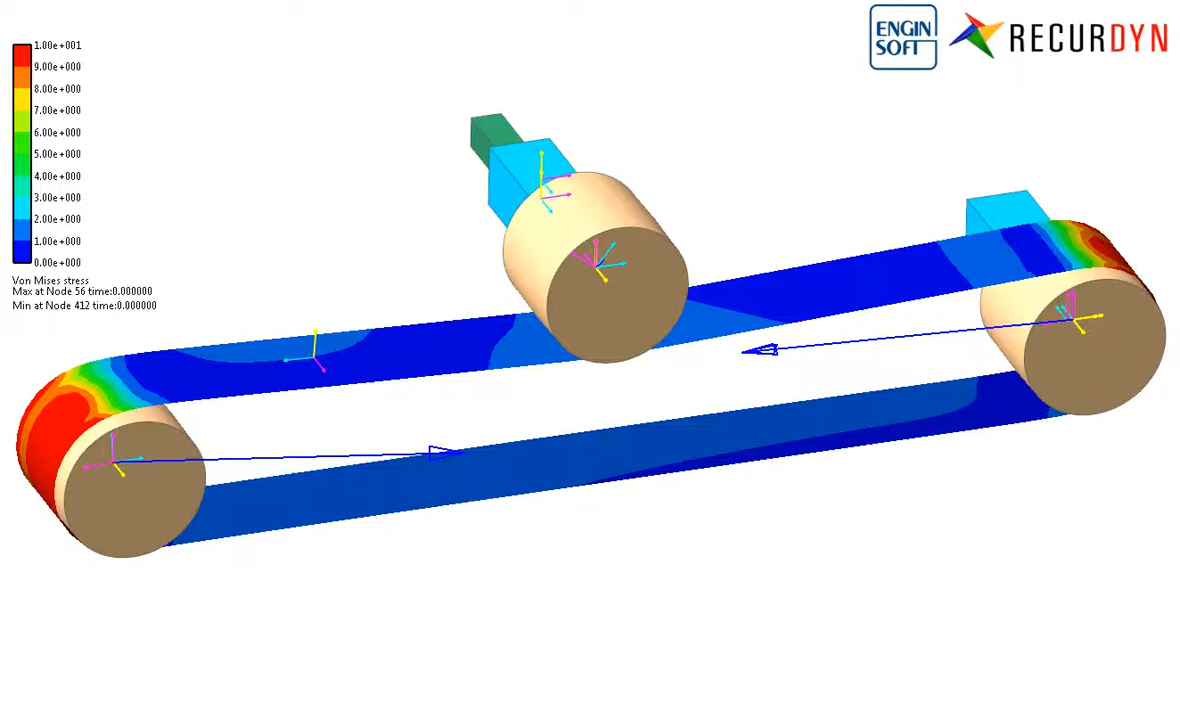 ENGIN
SOFT
RECURDYN
1.00e+001
9.00e+000
8.00e+000
7.00e+000
6.00e+000
5.00e+000
4.00e+000
3.00e+000
2.00e+000
1.00e+000
0.00e+000
Von Mises stress
Max at Node 56 time:0.000000
Min at Node 412 time:0.000000